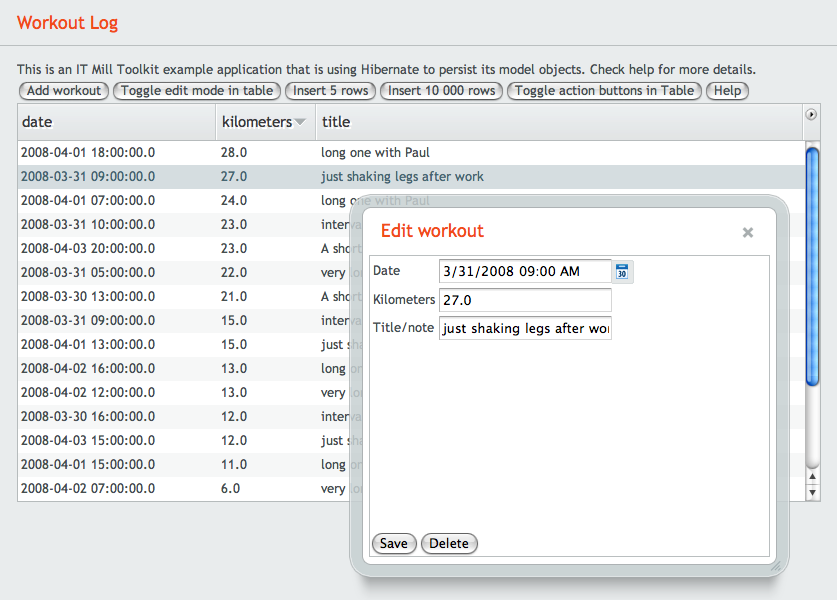 Workout Log
This is an IT Mill Toolkit example application that is using Hibernate to persist its model objects. Check help for more details.
Add workout Toggle edit mode in table Insert 5 rows Insert 10 000 rows Toggle action buttons in Table Help
date kilometers title
2008-04-01 18:00:00.0 28.0 long one with Paul
2008-03-31 09:00:00.0 27.0 just shaking legs after work
2008-04-01 07:00:00.0 24.0 long one with Paul
2008-03-31 10:00:00.0 23.0
2008-04-03 20:00:00.0 23.0 A
2008-03-31 05:00:00.0 22.0 very
2008-03-30 13:00:00.0 21.0 A
2008-03-31 09:00:00.0 15.0
2008-04-01 13:00:00.0 15.0 just
2008-04-02 16:00:00.0 13.0 long
2008-04-02 12:00:00.0 13.0 very
2008-03-30 16:00:00.0 12.0
2008-04-03 15:00:00.0 12.0 just
2008-04-01 15:00:00.0 11.0 long
2008-04-02 07:00:00.0 6.0 very
Edit workout
Date 3/31/2008 09:00 AM 30
Kilometers 27.0
Title/note just shaking legs after wor
Save Delete